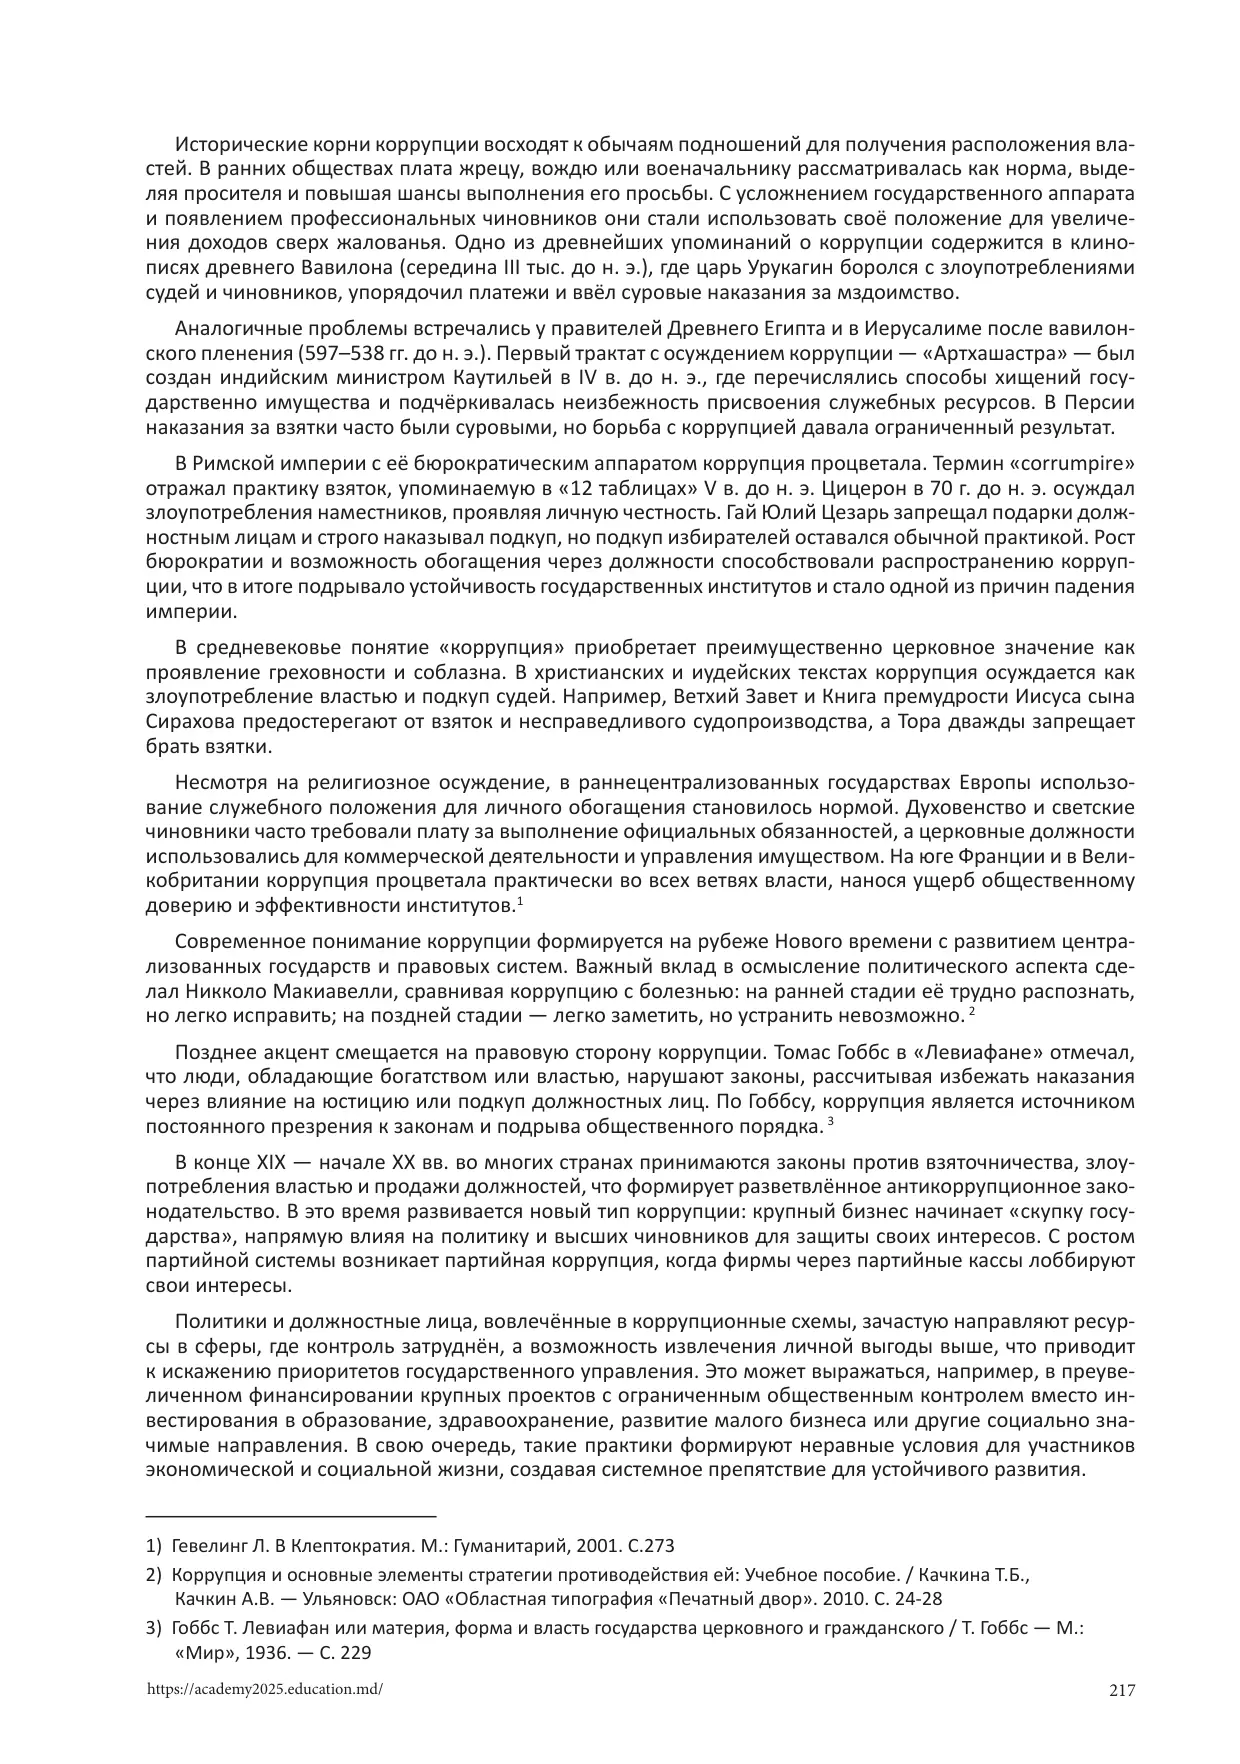 Исторические корни коррупции восходят к обычаям подношений для получения расположения вла-
стей. В ранних обществах плата жрецу, вождю или военачальнику рассматривалась как норма, выде-
ляя просителя и повышая шансы выполнения его просьбы. С усложнением государственного аппарата
и появлением профессиональных чиновников они стали использовать своё положение для увеличе-
ния доходов сверх жалованья. Одно из древнейших упоминаний о коррупции содержится в клино-
писях древнего Вавилона (середина III тыс. до н. э.), где царь Урукагин боролся с злоупотреблениями
судей и чиновников, упорядочил платежи и ввёл суровые наказания за мздоимство.
Аналогичные проблемы встречались у правителей Древнего Египта и в Иерусалиме после вавилон-
ского пленения (597–538 гг. до н. э.). Первый трактат с осуждением коррупции — «Артхашастра» — был
создан индийским министром Каутильей в IV в. до н. э., где перечислялись способы хищений госу-
дарственно имущества и подчёркивалась неизбежность присвоения служебных ресурсов. В Персии
наказания за взятки часто были суровыми, но борьба с коррупцией давала ограниченный результат.
В Римской империи с её бюрократическим аппаратом коррупция процветала. Термин «corrumpire»
отражал практику взяток, упоминаемую в «12 таблицах» V в. до н. э. Цицерон в 70 г. до н. э. осуждал
злоупотребления наместников, проявляя личную честность. Гай Юлий Цезарь запрещал подарки долж-
ностным лицам и строго наказывал подкуп, но подкуп избирателей оставался обычной практикой. Рост
бюрократии и возможность обогащения через должности способствовали распространению корруп-
ции, что в итоге подрывало устойчивость государственных институтов и стало одной из причин падения
империи.
В средневековье понятие «коррупция» приобретает преимущественно церковное значение как
проявление греховности и соблазна. В христианских и иудейских текстах коррупция осуждается как
злоупотребление властью и подкуп судей. Например, Ветхий Завет и Книга премудрости Иисуса сына
Сирахова предостерегают от взяток и несправедливого судопроизводства, а Тора дважды запрещает
брать взятки.
Несмотря на религиозное осуждение, в раннецентрализованных государствах Европы использо-
вание служебного положения для личного обогащения становилось нормой. Духовенство и светские
чиновники часто требовали плату за выполнение официальных обязанностей, а церковные должности
использовались для коммерческой деятельности и управления имуществом. На юге Франции и в Вели-
кобритании коррупция процветала практически во всех ветвях власти, нанося ущерб общественному
доверию и эффективности институтов.1
Современное понимание коррупции формируется на рубеже Нового времени с развитием центра-
лизованных государств и правовых систем. Важный вклад в осмысление политического аспекта сде-
лал Никколо Макиавелли, сравнивая коррупцию с болезнью: на ранней стадии её трудно распознать,
но легко исправить; на поздней стадии — легко заметить, но устранить невозможно. 2
Позднее акцент смещается на правовую сторону коррупции. Томас Гоббс в «Левиафане» отмечал,
что люди, обладающие богатством или властью, нарушают законы, рассчитывая избежать наказания
через влияние на юстицию или подкуп должностных лиц. По Гоббсу, коррупция является источником
постоянного презрения к законам и подрыва общественного порядка. 3
В конце XIX — начале XX вв. во многих странах принимаются законы против взяточничества, злоу-
потребления властью и продажи должностей, что формирует разветвлённое антикоррупционное зако-
нодательство. В это время развивается новый тип коррупции: крупный бизнес начинает «скупку госу-
дарства», напрямую влияя на политику и высших чиновников для защиты своих интересов. С ростом
партийной системы возникает партийная коррупция, когда фирмы через партийные кассы лоббируют
свои интересы.
Политики и должностные лица, вовлечённые в коррупционные схемы, зачастую направляют ресур-
сы в сферы, где контроль затруднён, а возможность извлечения личной выгоды выше, что приводит
к искажению приоритетов государственного управления. Это может выражаться, например, в преуве-
личенном финансировании крупных проектов с ограниченным общественным контролем вместо ин-
вестирования в образование, здравоохранение, развитие малого бизнеса или другие социально зна-
чимые направления. В свою очередь, такие практики формируют неравные условия для участников
экономической и социальной жизни, создавая системное препятствие для устойчивого развития.
1) Гевелинг Л. В Клептократия. М.: Гуманитарий, 2001. С.273
2) Коррупция и основные элементы стратегии противодействия ей: Учебное пособие. / Качкина Т.Б.,
Качкин А.В. — Ульяновск: ОАО «Областная типография «Печатный двор». 2010. С. 24-28
3) Гоббс Т. Левиафан или материя, форма и власть государства церковного и гражданского / Т. Гоббс — М.:
«Мир», 1936. — С. 229
https://academy2025.education.md/
217